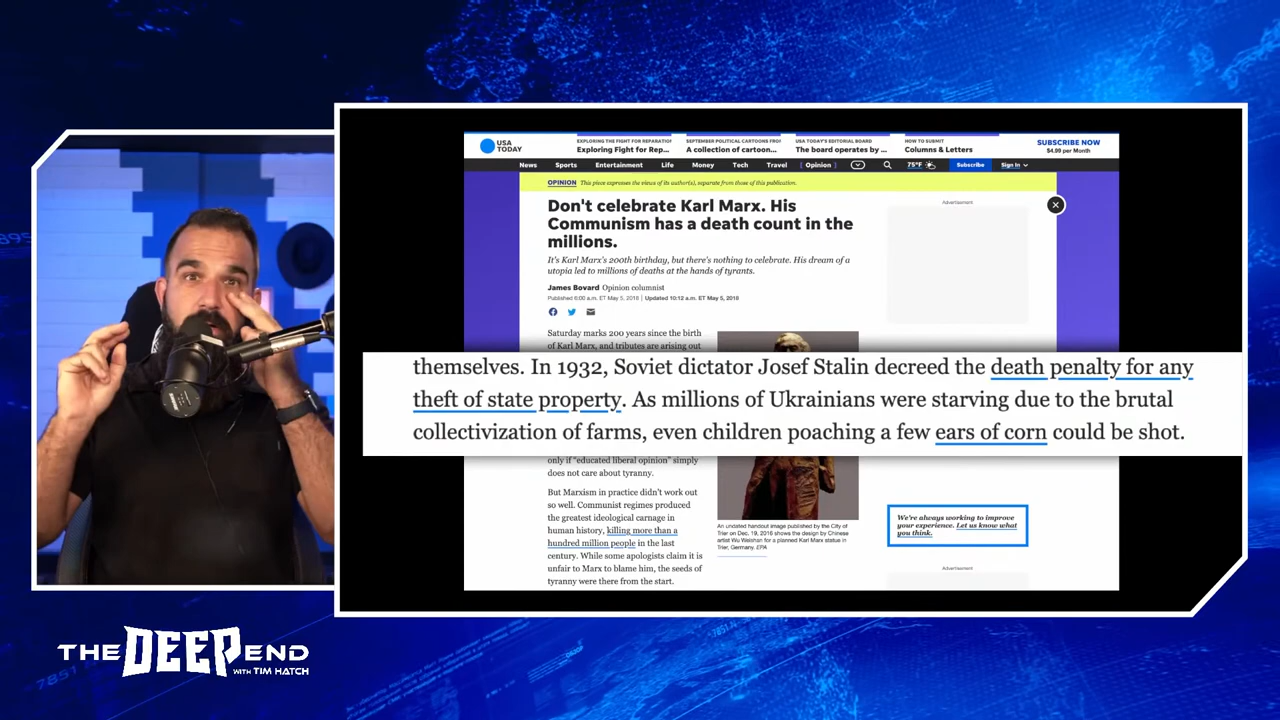 USA
TODAY
EXPLORING THE FIGHT FOR REPARATIO
Exploring Fight for Rep...
SEPTEMBER POLITICAL CARTOONS FRO
A collection of cartoon...
USA TODAY'S EDITORIAL BOARD
The board operates by ...
HOW TO SUBMIT
Columns & Letters
SUBSCRIBE NOW
$4.99 per Month
News Sports Entertainment Life Money Tech Travel Opinion 75°F Subscribe Sign In
OPINION This piece expresses the views of its author(s), separate from those of this publication.
Don't celebrate Karl Marx. His
Communism has a death count in the
millions.
It's Karl Marx's 200th birthday, but there's nothing to celebrate. His dream of a
utopia led to millions of deaths at the hands of tyrants.
James Bovard Opinion columnist
Published 6:00 a.m. ET May 5, 2018 | Updated 10:12 a.m. ET May 5, 2018
Advertisement
Saturday marks 200 years since the birth
of Karl Marx, and tributes are arising out
themselves. In 1932, Soviet dictator Josef Stalin decreed the death penalty for any
theft of state property. As millions of Ukrainians were starving due to the brutal
collectivization of farms, even children poaching a few ears of corn could be shot.
only if "educated liberal opinion" simply
does not care about tyranny.
But Marxism in practice didn't work out
so well. Communist regimes produced
the greatest ideological carnage in
human history, killing more than a
hundred million people in the last
century. While some apologists claim it is
unfair to Marx to blame him, the seeds of
tyranny were there from the start.
An undated handout image published by the City of
Trier on Dec. 19, 2016 shows the design by Chinese
artist Wu Weishan for a planned Karl Marx statue in
Trier, Germany. EPA
We're always working to improve
your experience. Let us know what
you think.
Advertisement
THE DEEP END
WITH TIM HATCH